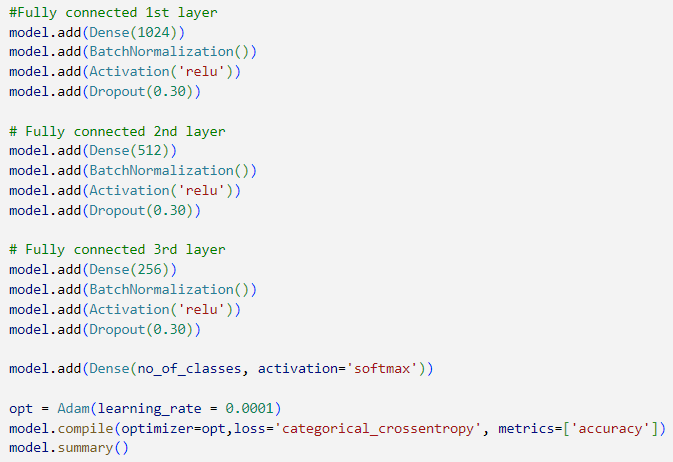 #Fully connected 1st layer
model.add(Dense(1024))
model.add(BatchNormalization())
model.add(Activation('relu'))
model.add(Dropout(0.30))

# Fully connected 2nd layer
model.add(Dense(512))
model.add(BatchNormalization())
model.add(Activation('relu'))
model.add(Dropout(0.30))

# Fully connected 3rd layer
model.add(Dense(256))
model.add(BatchNormalization())
model.add(Activation('relu'))
model.add(Dropout(0.30))

model.add(Dense(no_of_classes, activation='softmax'))

opt = Adam(learning_rate = 0.0001)
model.compile(optimizer=opt,loss='categorical_crossentropy', metrics=['accuracy'])
model.summary()